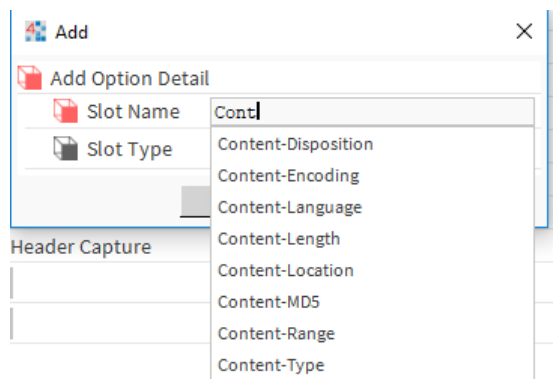 Add
Add Option Detail
Slot Name Cont
Slot Type
Content-Disposition
Content-Encoding
Content-Language
Content-Length
Content-Location
Content-MD5
Content-Range
Content-Type
Header Capture